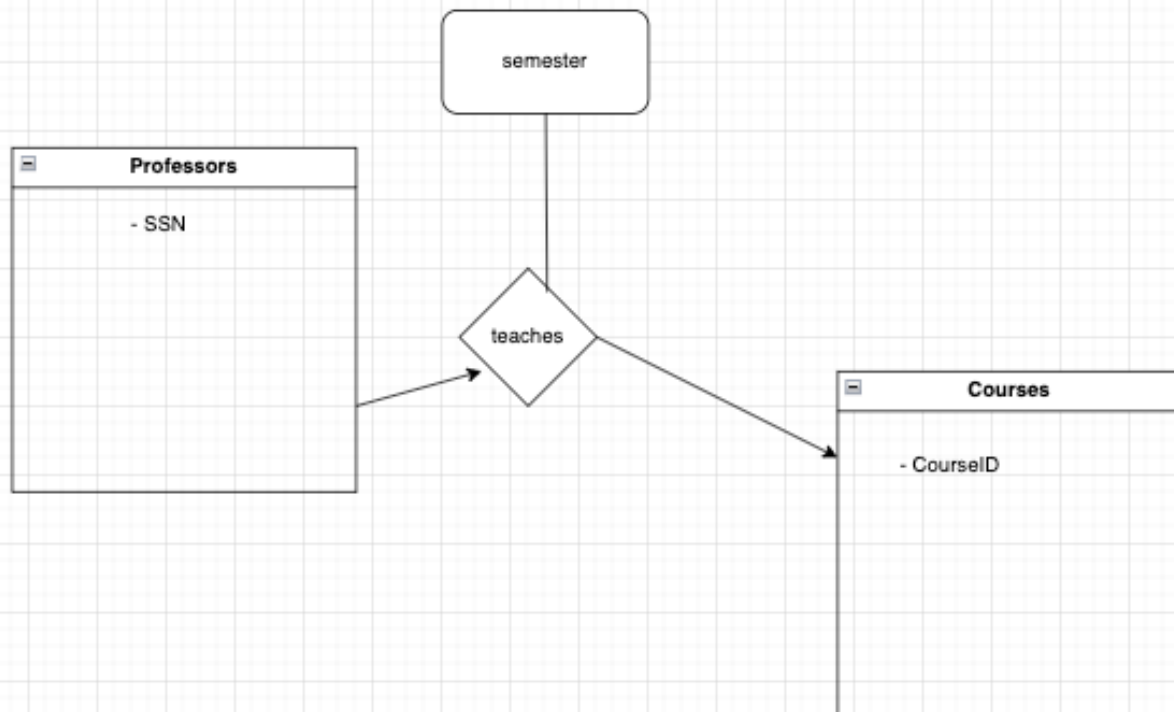 semester
Professors
- SSN
teaches
Courses
- CourseID